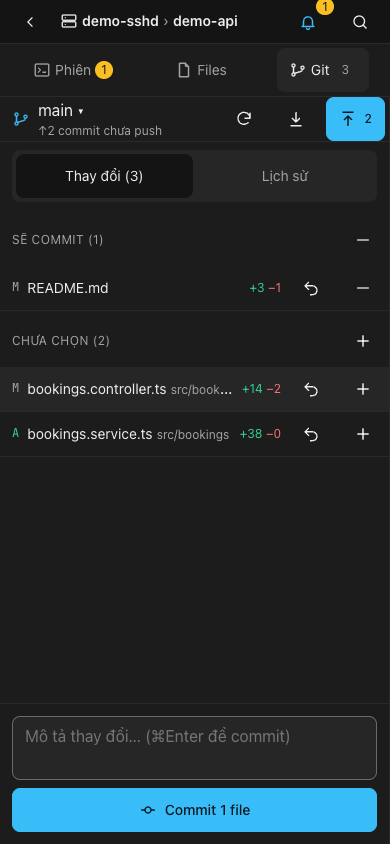 demo-sshd › demo-api
1
Phiên 1
Files
Git 3
main ▾
↑2 commit chưa push
2
Thay đổi (3)
Lịch sử
SẼ COMMIT (1)
M README.md +3 −1
CHƯA CHỌN (2)
M bookings.controller.ts src/book... +14 −2
A bookings.service.ts src/bookings +38 −0
Mô tả thay đổi... (⌘Enter để commit)
Commit 1 file